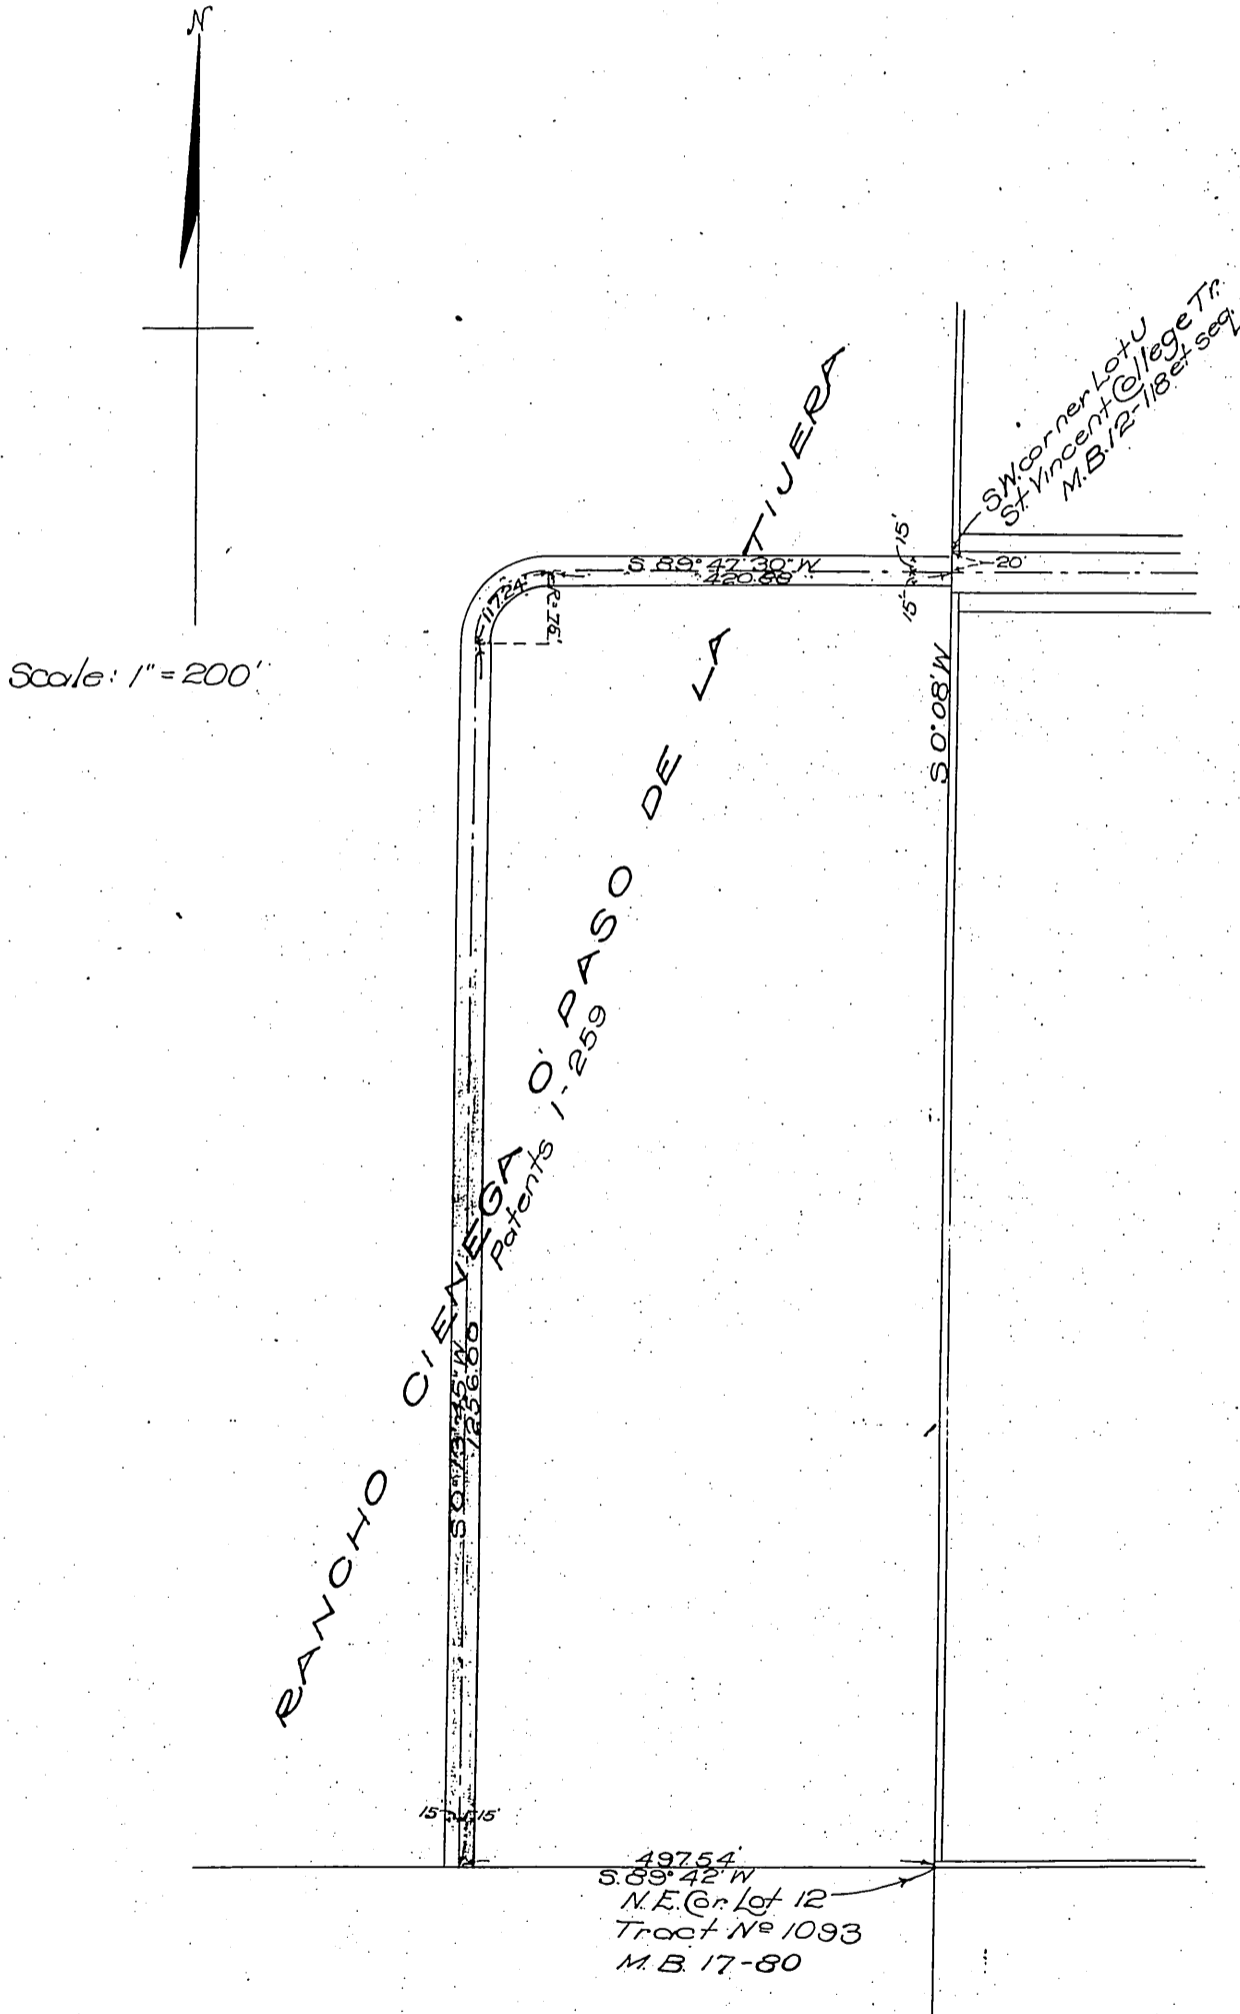 N
Scale: 1"=200'
S.W. corner Lot U
St Vincent College Tr.
M.B. 12-118 et seq.
TIJERA
15'
S. 89° 47' 30" W
420.88
15'
20'
117.24'
R=75'
LA
S 0° 08' W
DE
PASO
O'
Patents 1-259
CIENEGA
S 0° 13' 45" W
1256.00
RANCHO
15'
15'
497.54'
S. 89° 42' W
N.E. Cor. Lot 12
Tract Nº 1093
M.B. 17-80